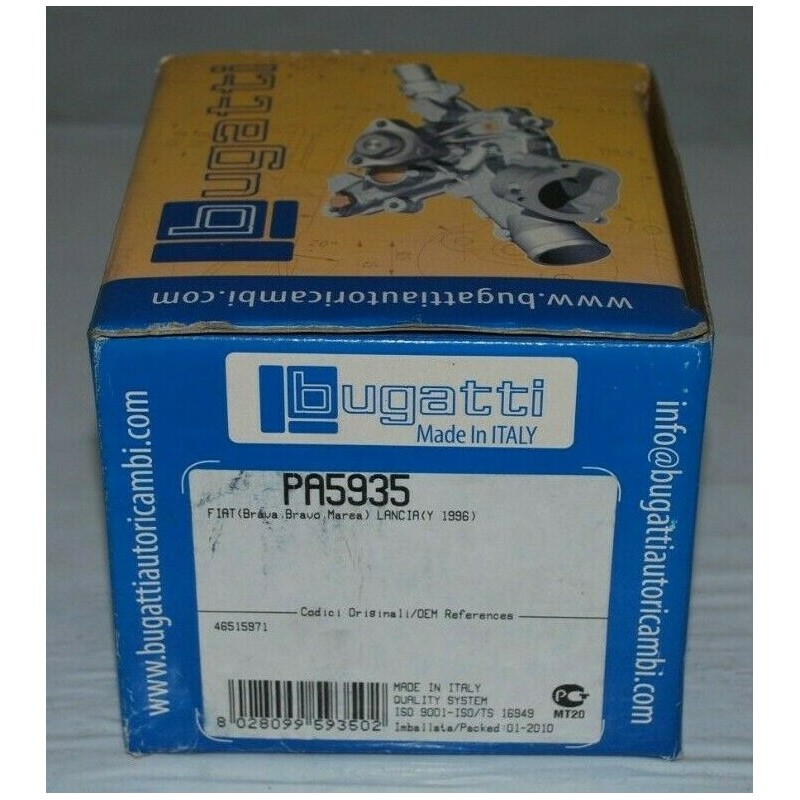 bugatti
www.bugattiautoricambi.com
bugatti
Made In ITALY
www.bugattiautoricambi.com
info@bugattiautoricambi.com
PA5935
FIAT(Brava,Bravo,Marea) LANCIA(Y 1996)
Codici Originali/OEM References
46515971
8 028099 593502
MADE IN ITALY
QUALITY SYSTEM
ISO 9001-ISO/TS 16949
Imballata/Packed 01-2010
MT20